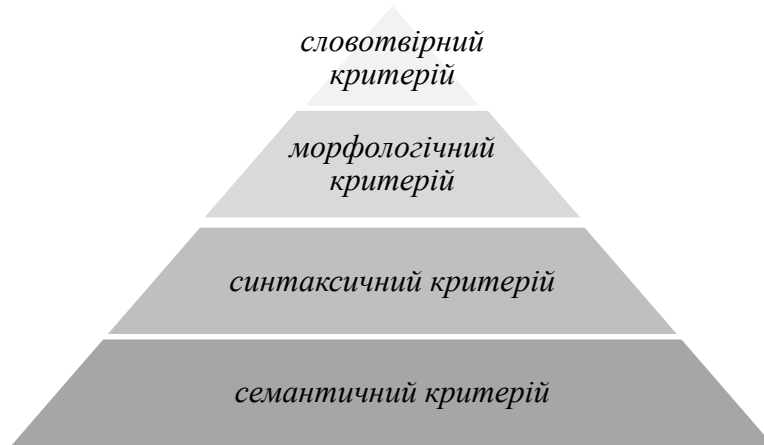 словотвірний
критерій
морфологічний
критерій
синтаксичний критерій
семантичний критерій